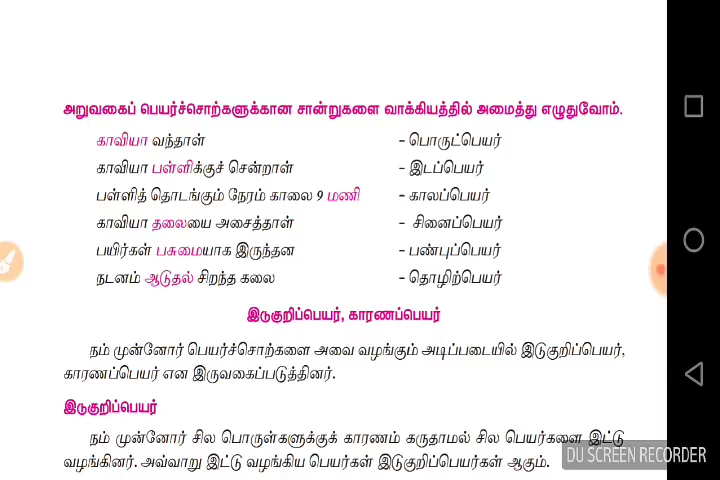 அறுவகைப் பெயர்ச்சொற்களுக்கான சான்றுகளை வாக்கியத்தில் அமைத்து எழுதுவோம்.
காவியா வந்தாள் – பொருட்பெயர்
காவியா பள்ளிக்குச் சென்றாள் – இடப்பெயர்
பள்ளித் தொடங்கும் நேரம் காலை 9 மணி – காலப்பெயர்
காவியா தலையை அசைத்தாள் – சினைப்பெயர்
பயிர்கள் பசுமையாக இருந்தன – பண்புப்பெயர்
நடனம் ஆடுதல் சிறந்த கலை – தொழிற்பெயர்
இடுகுறிப்பெயர், காரணப்பெயர்
நம் முன்னோர் பெயர்ச்சொற்களை அவை வழங்கும் அடிப்படையில் இடுகுறிப்பெயர்,
காரணப்பெயர் என இருவகைப்படுத்தினர்.
இடுகுறிப்பெயர்
நம் முன்னோர் சில பொருள்களுக்குக் காரணம் கருதாமல் சில பெயர்களை இட்டு
வழங்கினர். அவ்வாறு இட்டு வழங்கிய பெயர்கள் இடுகுறிப்பெயர்கள் ஆகும்.
DU SCREEN RECORDER